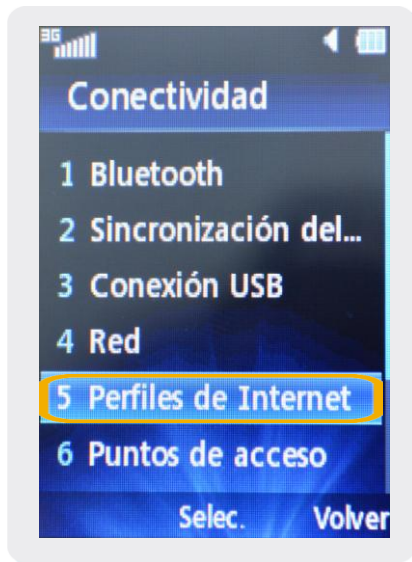 3G
Conectividad
1 Bluetooth
2 Sincronización del...
3 Conexión USB
4 Red
5 Perfiles de Internet
6 Puntos de acceso
Selec. Volver